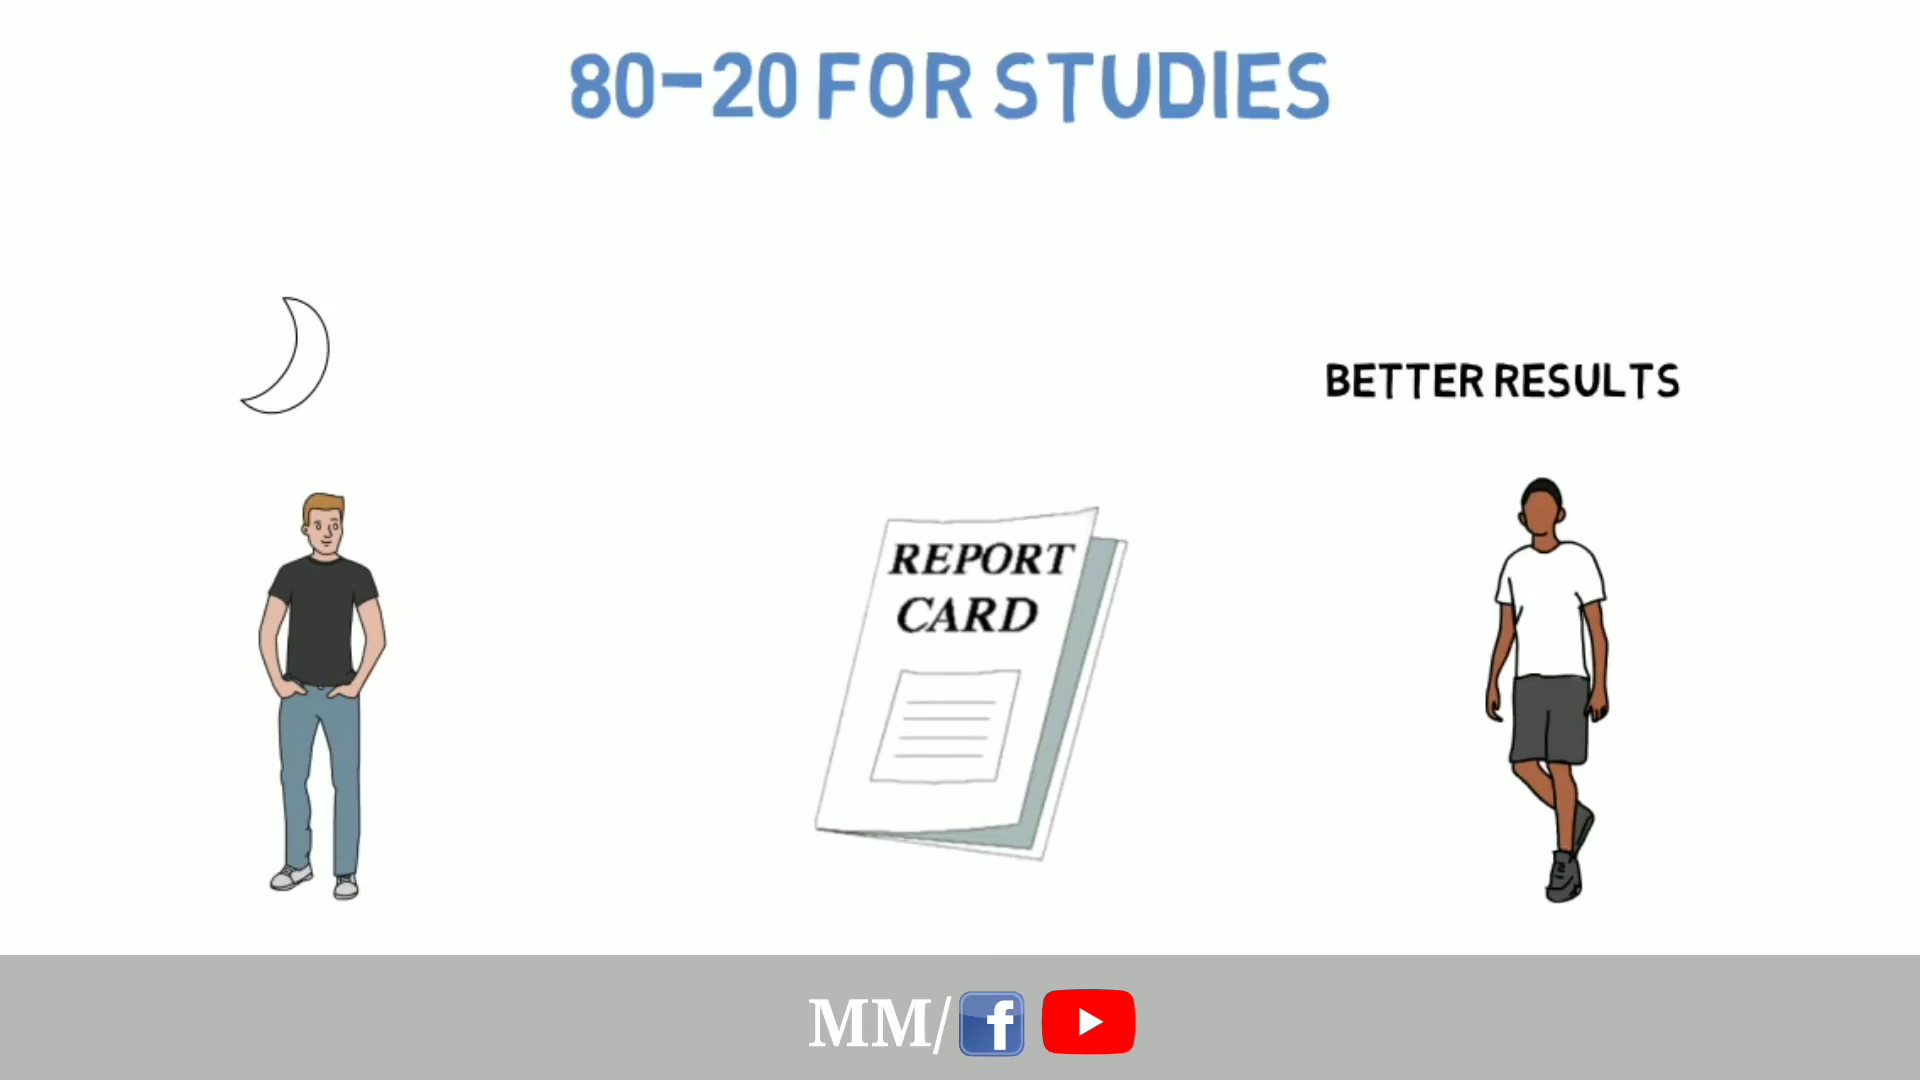 80-20 FOR STUDIES
BETTER RESULTS
REPORT
CARD
MM/